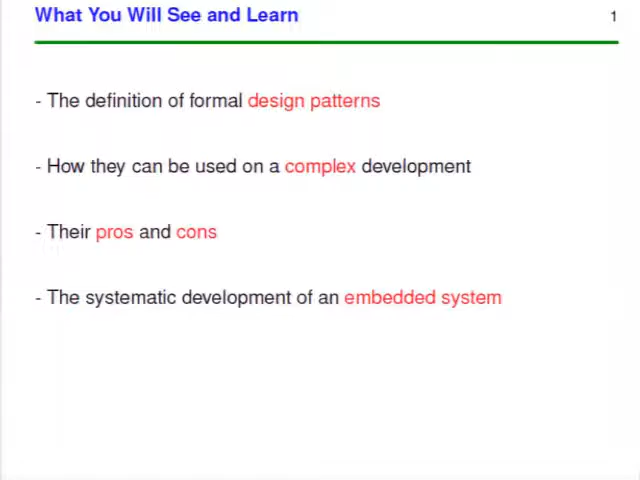 What You Will See and Learn 1
- The definition of formal design patterns
- How they can be used on a complex development
- Their pros and cons
- The systematic development of an embedded system